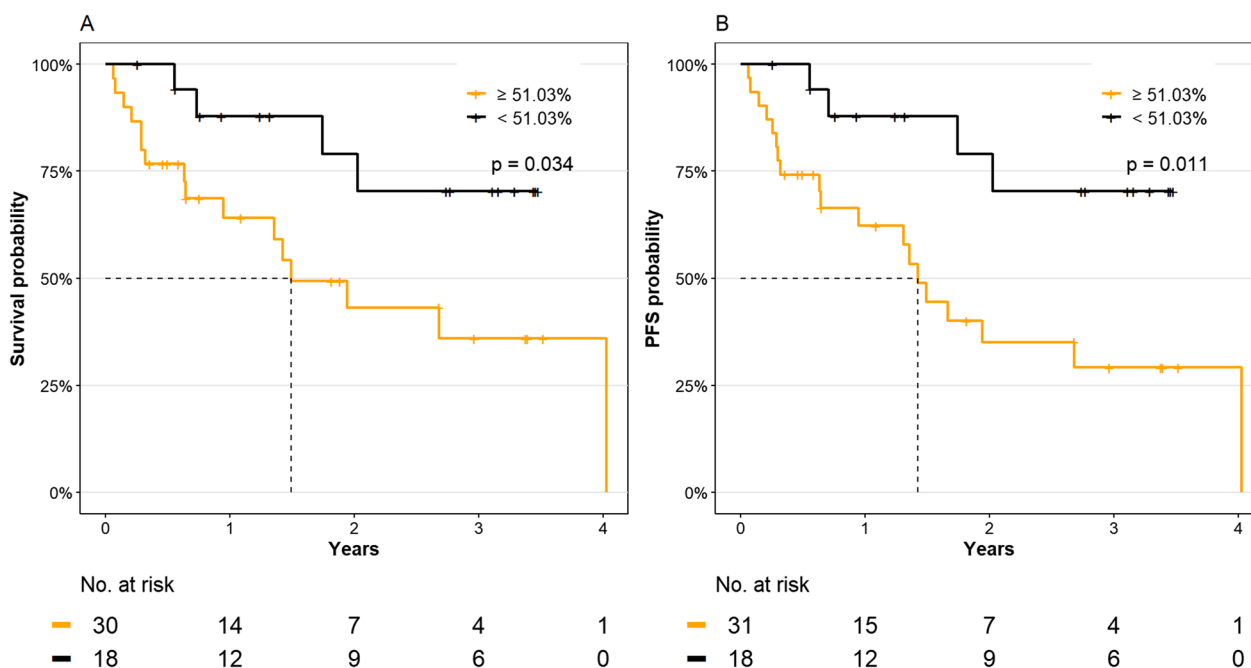 A
Survival probability
100%
75%
50%
25%
0%
≥ 51.03%
< 51.03%
p = 0.034
0 1 2 3 4
Years
No. at risk
30 14 7 4 1
18 12 9 6 0
B
PFS probability
100%
75%
50%
25%
0%
≥ 51.03%
< 51.03%
p = 0.011
0 1 2 3 4
Years
No. at risk
31 15 7 4 1
18 12 9 6 0